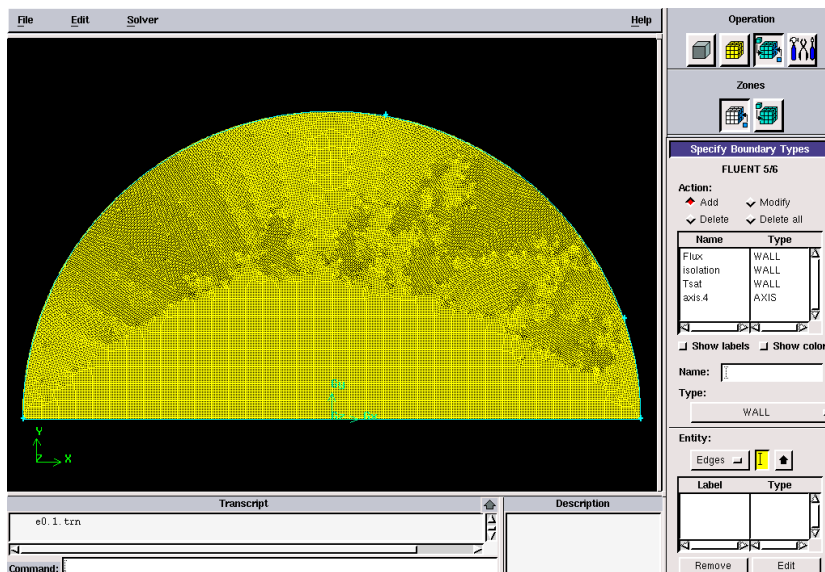 File Edit Solver Help
Operation
Zones
Specify Boundary Types
FLUENT 5/6
Action:
Add Modify
Delete Delete all
Name Type
Flux WALL
isolation WALL
Tsat WALL
axis.4 AXIS
Show labels Show color
Name:
Type:
WALL
Entity:
Edges
Label Type
Remove Edit
Y
Z X
Transcript
e0.1.trn
Command:
Description